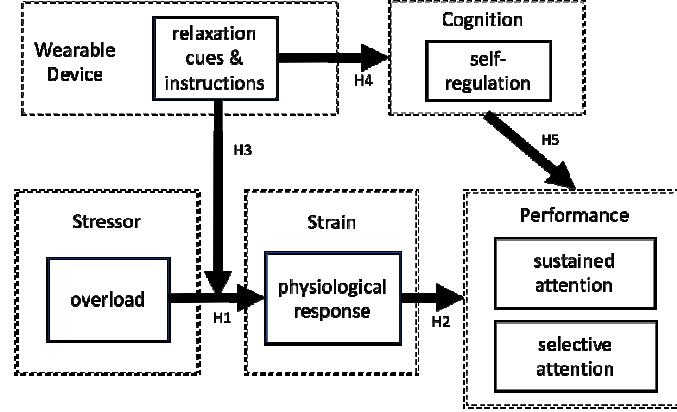 Wearable
Device
relaxation
cues &
instructions
H4
Cognition
self-
regulation
H3
H5
Stressor
overload
H1
Strain
physiological
response
H2
Performance
sustained
attention
selective
attention